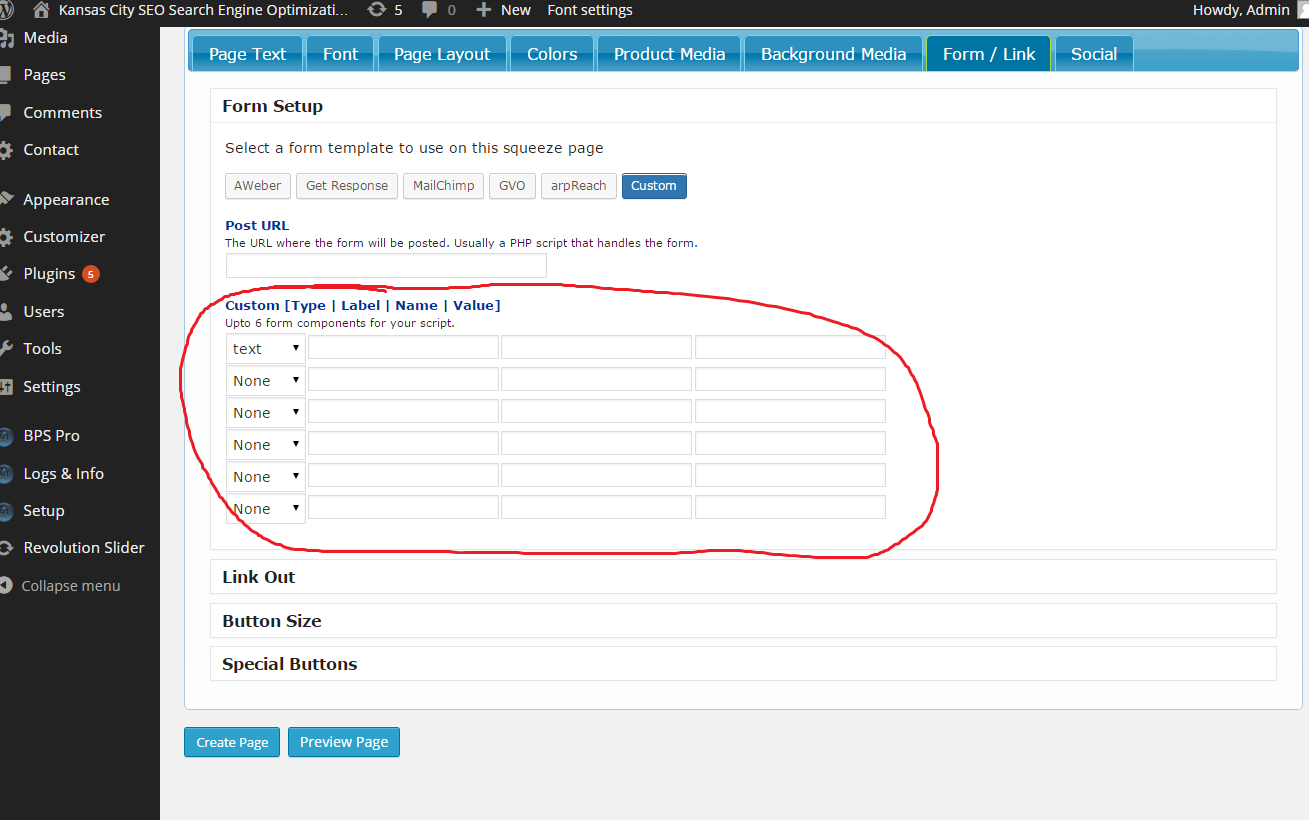 Kansas City SEO Search Engine Optimizati... 5 0 New Font settings Howdy, Admin
Media
Pages
Comments
Contact
Appearance
Customizer
Plugins 5
Users
Tools
Settings
BPS Pro
Logs & Info
Setup
Revolution Slider
Collapse menu
Page Text Font Page Layout Colors Product Media Background Media Form / Link Social
Form Setup
Select a form template to use on this squeeze page
AWeber Get Response MailChimp GVO arpReach Custom
Post URL
The URL where the form will be posted. Usually a PHP script that handles the form.
Custom [Type | Label | Name | Value]
Upto 6 form components for your script.
text
None
None
None
None
None
Link Out
Button Size
Special Buttons
Create Page Preview Page